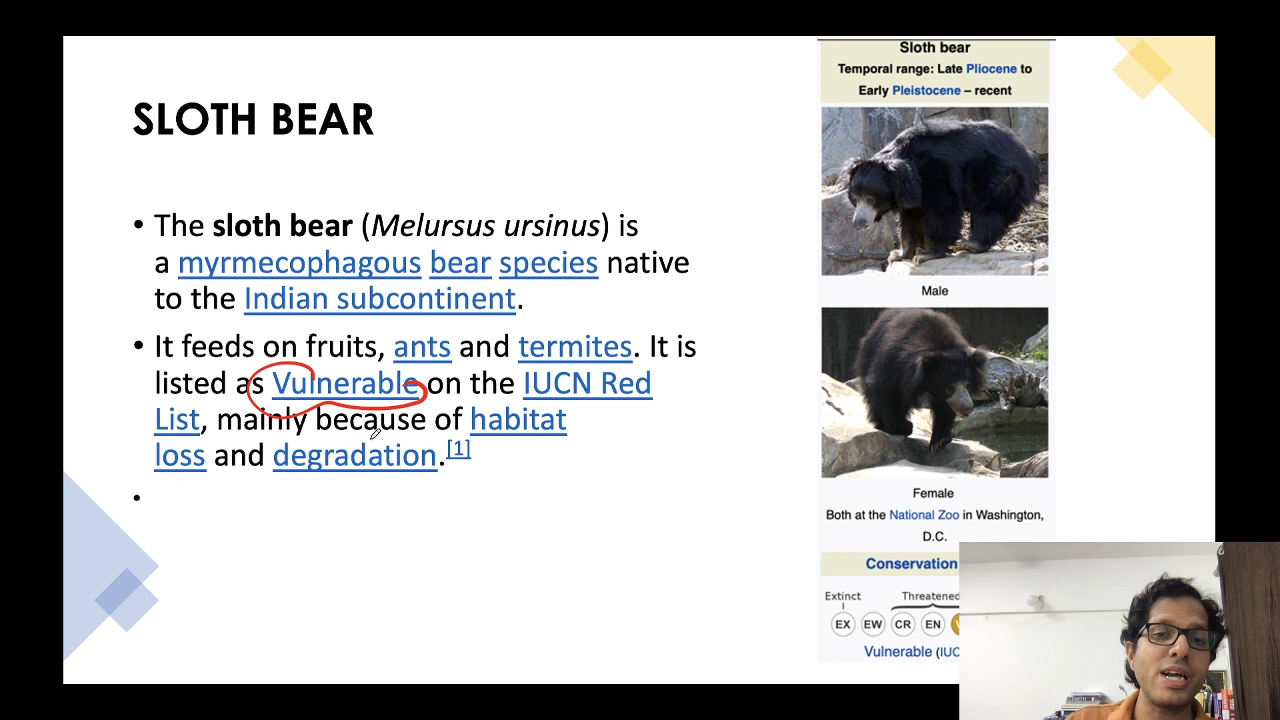 SLOTH BEAR
• The sloth bear (Melursus ursinus) is
a myrmecophagous bear species native
to the Indian subcontinent.
• It feeds on fruits, ants and termites. It is
listed as Vulnerable on the IUCN Red
List, mainly because of habitat
loss and degradation.[1]
•
Sloth bear
Temporal range: Late Pliocene to
Early Pleistocene – recent
Male
Female
Both at the National Zoo in Washington,
D.C.
Conservation
Extinct Threatened
EX EW CR EN
Vulnerable (IUC